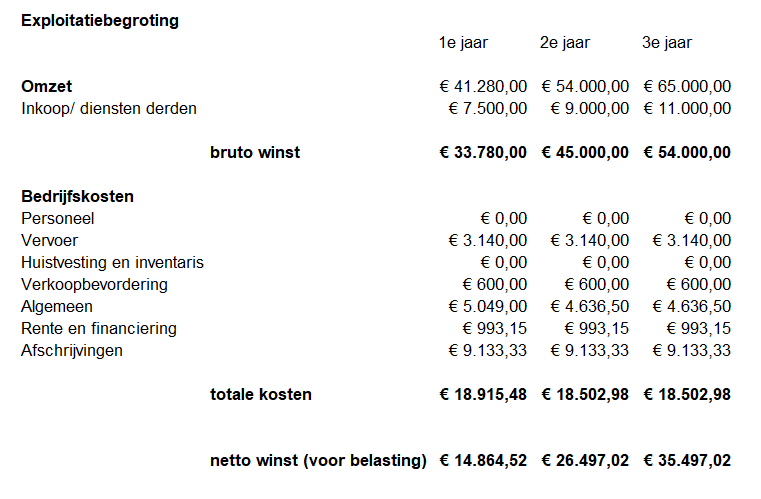 Exploitatiebegroting
1e jaar 2e jaar 3e jaar
Omzet € 41.280,00 € 54.000,00 € 65.000,00
Inkoop/ diensten derden € 7.500,00 € 9.000,00 € 11.000,00
bruto winst € 33.780,00 € 45.000,00 € 54.000,00
Bedrijfskosten
Personeel € 0,00 € 0,00 € 0,00
Vervoer € 3.140,00 € 3.140,00 € 3.140,00
Huistvesting en inventaris € 0,00 € 0,00 € 0,00
Verkoopbevordering € 600,00 € 600,00 € 600,00
Algemeen € 5.049,00 € 4.636,50 € 4.636,50
Rente en financiering € 993,15 € 993,15 € 993,15
Afschrijvingen € 9.133,33 € 9.133,33 € 9.133,33
totale kosten € 18.915,48 € 18.502,98 € 18.502,98
netto winst (voor belasting) € 14.864,52 € 26.497,02 € 35.497,02